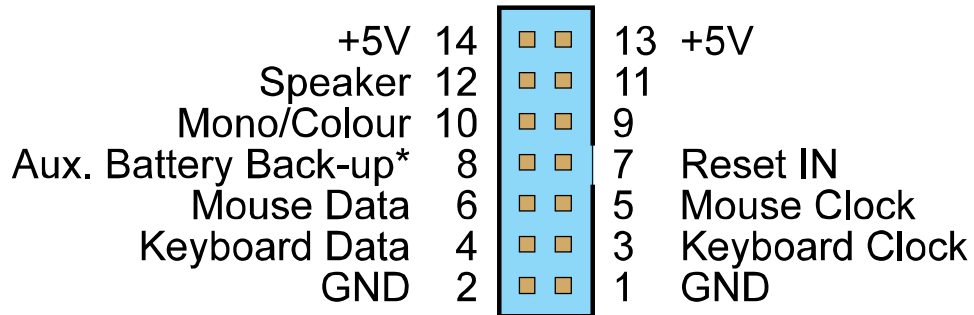 +5V 14 13 +5V
Speaker 12 11
Mono/Colour 10 9
Aux. Battery Back-up* 8 7 Reset IN
Mouse Data 6 5 Mouse Clock
Keyboard Data 4 3 Keyboard Clock
GND 2 1 GND